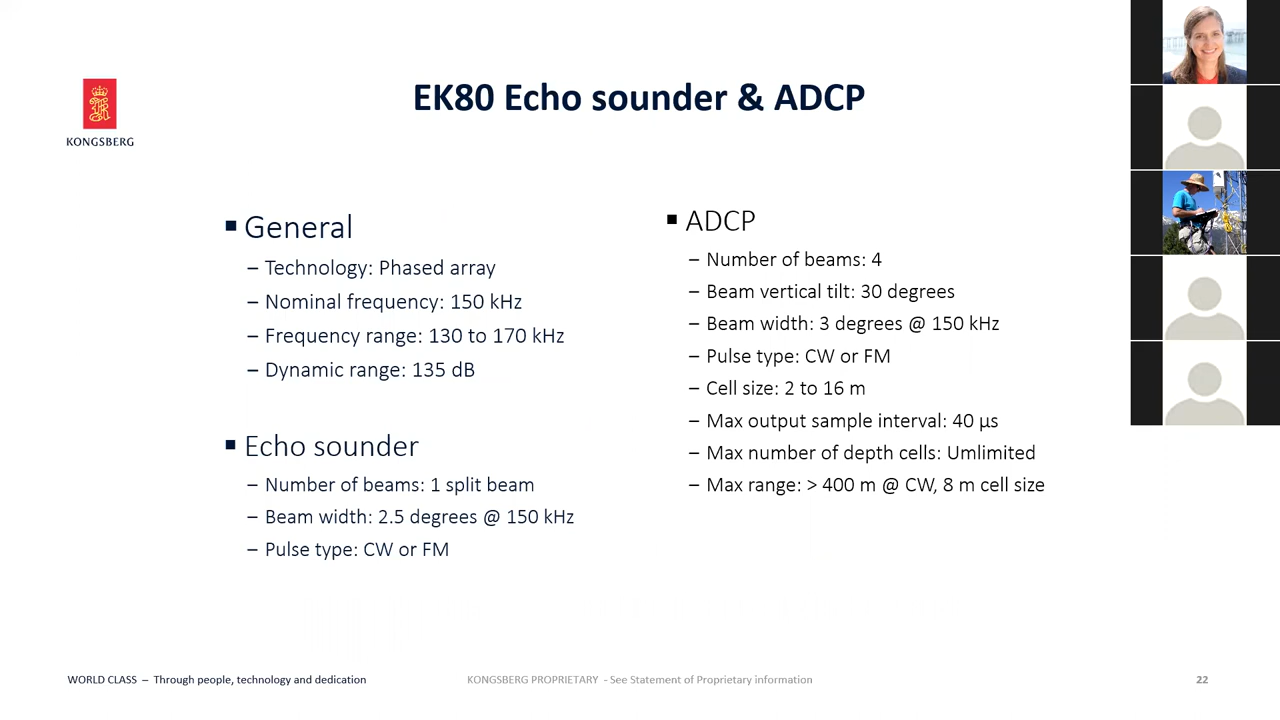 EK80 Echo sounder & ADCP
KONGSBERG
▪ General
– Technology: Phased array
– Nominal frequency: 150 kHz
– Frequency range: 130 to 170 kHz
– Dynamic range: 135 dB
▪ Echo sounder
– Number of beams: 1 split beam
– Beam width: 2.5 degrees @ 150 kHz
– Pulse type: CW or FM
▪ ADCP
– Number of beams: 4
– Beam vertical tilt: 30 degrees
– Beam width: 3 degrees @ 150 kHz
– Pulse type: CW or FM
– Cell size: 2 to 16 m
– Max output sample interval: 40 µs
– Max number of depth cells: Umlimited
– Max range: > 400 m @ CW, 8 m cell size
WORLD CLASS – Through people, technology and dedication
KONGSBERG PROPRIETARY - See Statement of Proprietary information
22